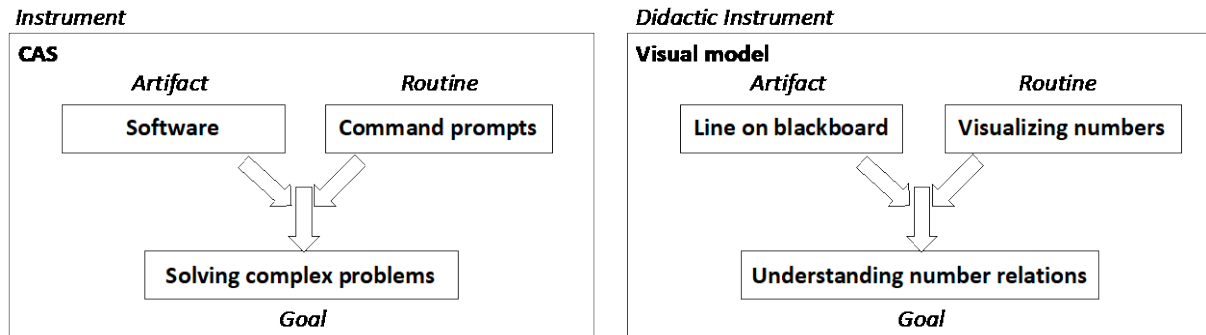 Instrument
CAS
Artifact
Routine
Software
Command prompts
Solving complex problems
Goal
Didactic Instrument
Visual model
Artifact
Routine
Line on blackboard
Visualizing numbers
Understanding number relations
Goal